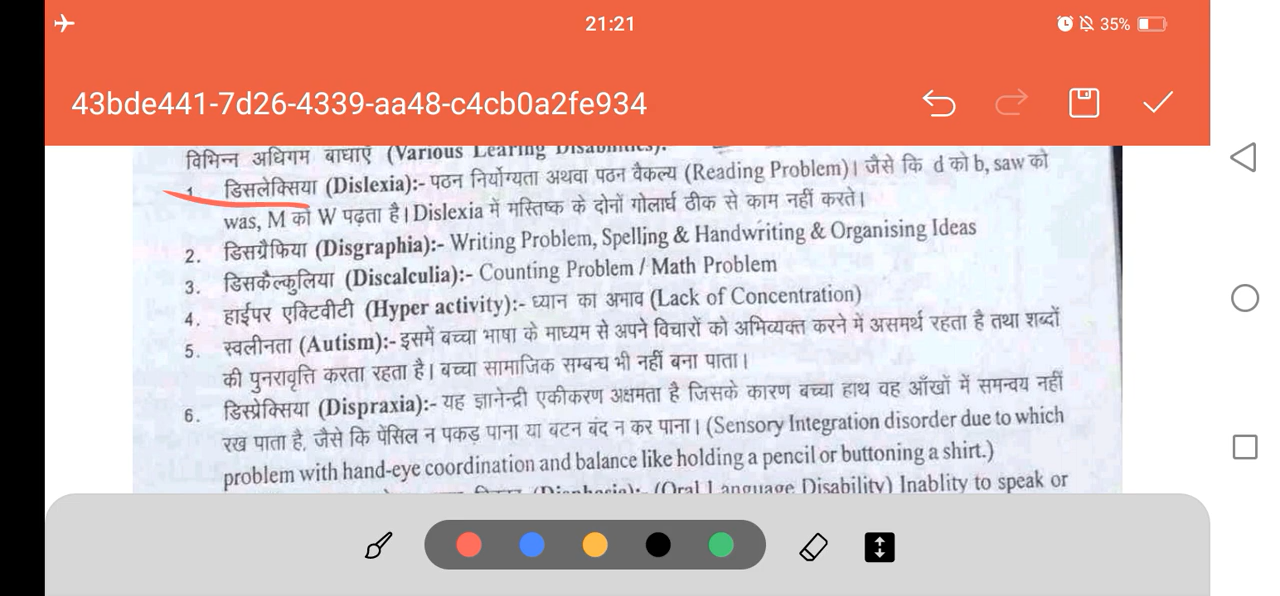 21:21
35%
43bde441-7d26-4339-aa48-c4cb0a2fe934
विभिन्न अधिगम बाधाएँ (Various Learing Disabilities):-
1. डिसलेक्सिया (Dislexia):- पठन निर्योग्यता अथवा पठन वैकल्य (Reading Problem)। जैसे कि d को b, saw को
was, M को W पढ़ता है। Dislexia में मस्तिष्क के दोनों गोलार्घ ठीक से काम नहीं करते।
2. डिसग्रैफिया (Disgraphia):- Writing Problem, Spelling & Handwriting & Organising Ideas
3. डिसकैल्कुलिया (Discalculia):- Counting Problem / Math Problem
4. हाईपर एक्टिवीटी (Hyper activity):- ध्यान का अभाव (Lack of Concentration)
5. स्वलीनता (Autism):- इसमें बच्चा भाषा के माध्यम से अपने विचारों को अभिव्यक्त करने में असमर्थ रहता है तथा शब्दों
की पुनरावृत्ति करता रहता है। बच्चा सामाजिक सम्बन्ध भी नहीं बना पाता।
6. डिस्प्रेक्सिया (Dispraxia):- यह ज्ञानेन्द्री एकीकरण अक्षमता है जिसके कारण बच्चा हाथ वह आँखों में समन्वय नहीं
रख पाता है, जैसे कि पेंसिल न पकड़ पाना या बटन बंद न कर पाना। (Sensory Integration disorder due to which
problem with hand-eye coordination and balance like holding a pencil or buttoning a shirt.)
(Disphasia):- (Oral Language Disability) Inablity to speak or